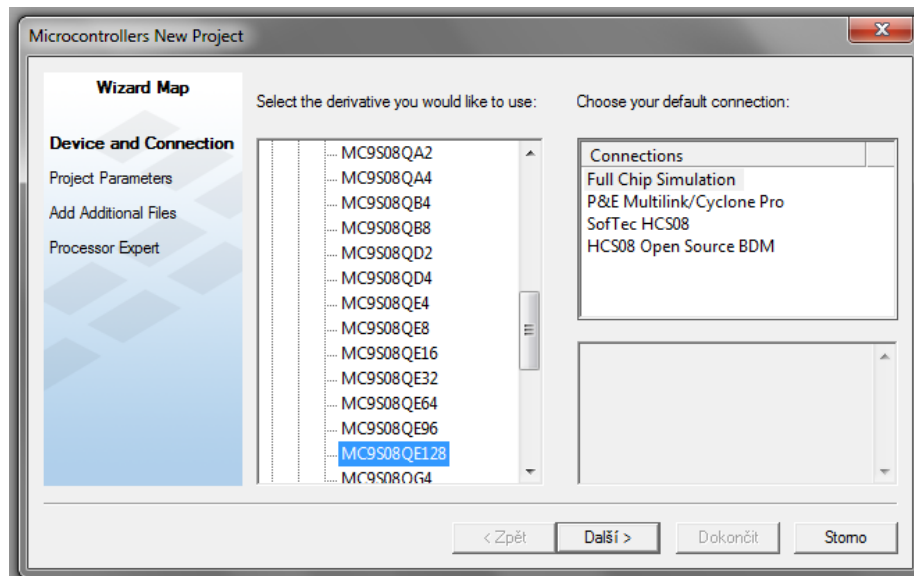 Microcontrollers New Project
Wizard Map
Device and Connection
Project Parameters
Add Additional Files
Processor Expert
Select the derivative you would like to use:
MC9S08QA2
MC9S08QA4
MC9S08QB4
MC9S08QB8
MC9S08QD2
MC9S08QD4
MC9S08QE4
MC9S08QE8
MC9S08QE16
MC9S08QE32
MC9S08QE64
MC9S08QE96
MC9S08QE128
MC9S08QG4
Choose your default connection:
Connections
Full Chip Simulation
P&E Multilink/Cyclone Pro
SofTec HCS08
HCS08 Open Source BDM
< Zpět
Další >
Dokončit
Storno